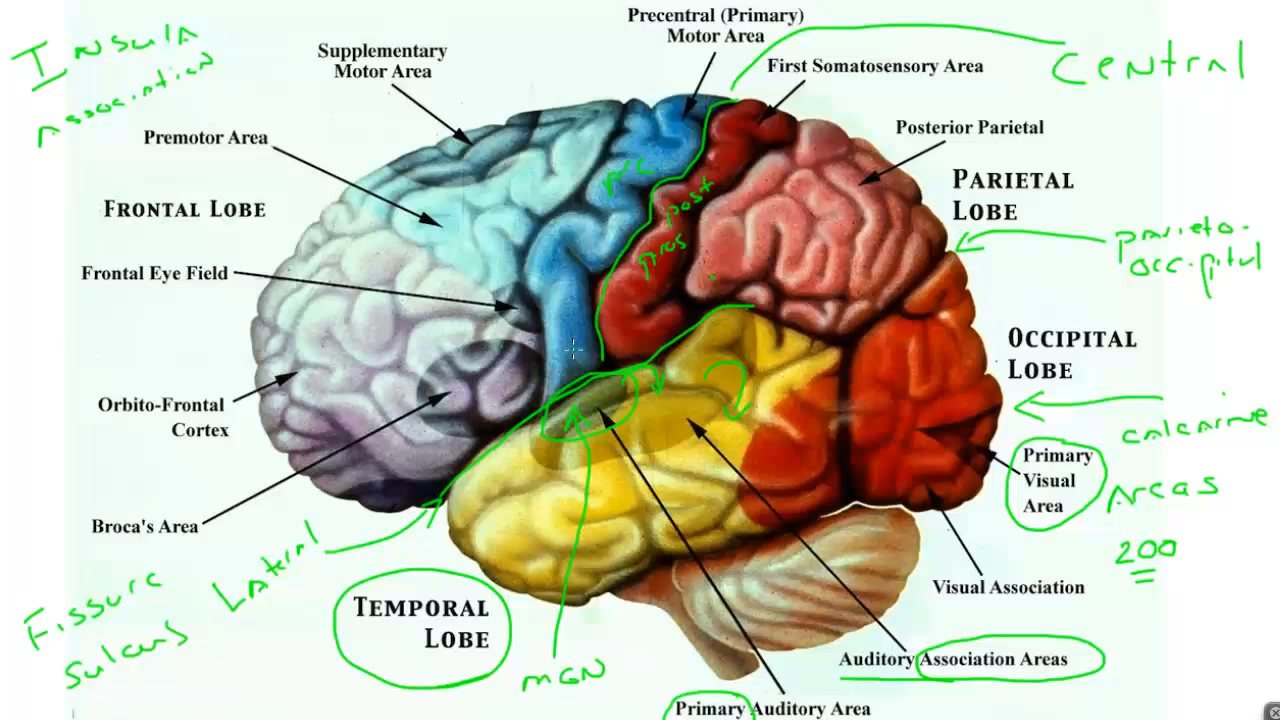 Precentral (Primary)
Motor Area
Insula
Association
Supplementary
Motor Area
First Somatosensory Area
Central
Premotor Area
Posterior Parietal
Frontal Lobe
Parietal
Lobe
pre
post
gyrus
parieto-
occipital
Frontal Eye Field
Occipital
Lobe
Orbito-Frontal
Cortex
calcarine
Primary
Visual
Area
Areas
200
Broca's Area
Lateral
Fissure
Sulcus
Temporal
Lobe
Visual Association
Auditory Association Areas
MGN
Primary Auditory Area